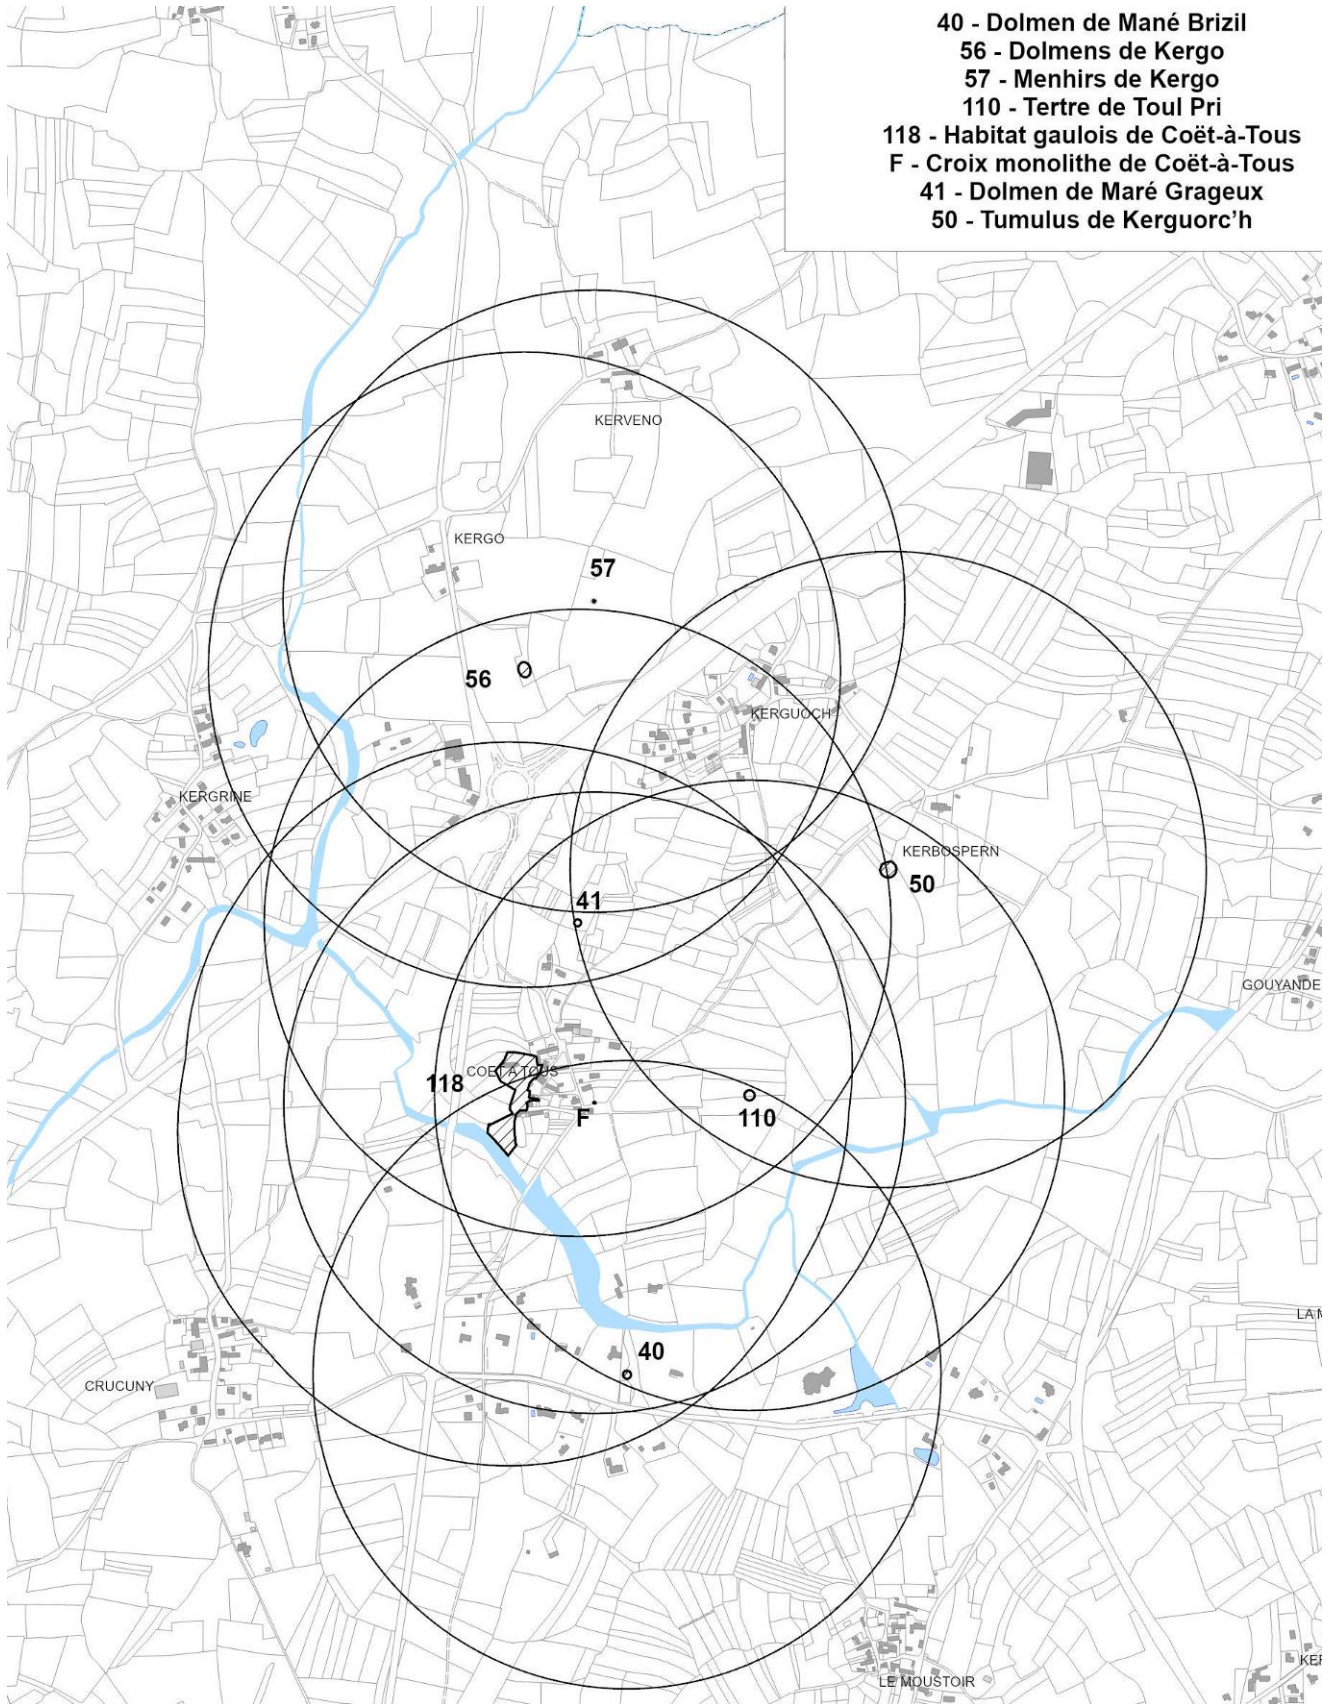 40 - Dolmen de Mané Brizil
56 - Dolmens de Kergo
57 - Menhirs de Kergo
110 - Tertre de Toul Pri
118 - Habitat gaulois de Coët-à-Tous
F - Croix monolithe de Coët-à-Tous
41 - Dolmen de Maré Grageux
50 - Tumulus de Kerguorc’h
KERVENO
KERGO
57
56
KERGUOCH
KERGRINE
KERBOSPERN
50
41
GOUYANDE
COET A TOUS
118
F
110
LA M
40
CRUCUNY
LE MOUSTOIR
KER